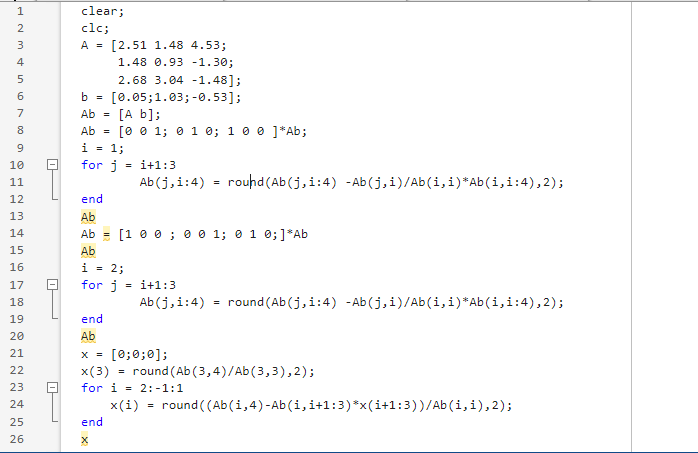 1 clear;
2 clc;
3 A = [2.51 1.48 4.53;
4 1.48 0.93 -1.30;
5 2.68 3.04 -1.48];
6 b = [0.05;1.03;-0.53];
7 Ab = [A b];
8 Ab = [0 0 1; 0 1 0; 1 0 0 ]*Ab;
9 i = 1;
10 for j = i+1:3
11 Ab(j,i:4) = round(Ab(j,i:4) -Ab(j,i)/Ab(i,i)*Ab(i,i:4),2);
12 end
13 Ab
14 Ab = [1 0 0 ; 0 0 1; 0 1 0;]*Ab
15 Ab
16 i = 2;
17 for j = i+1:3
18 Ab(j,i:4) = round(Ab(j,i:4) -Ab(j,i)/Ab(i,i)*Ab(i,i:4),2);
19 end
20 Ab
21 x = [0;0;0];
22 x(3) = round(Ab(3,4)/Ab(3,3),2);
23 for i = 2:-1:1
24 x(i) = round((Ab(i,4)-Ab(i,i+1:3)*x(i+1:3))/Ab(i,i),2);
25 end
26 x